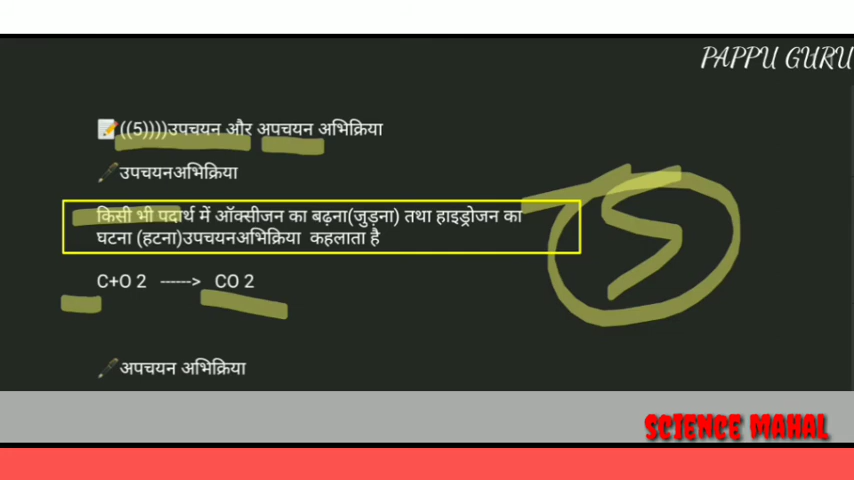 PAPPU GURU
((5))))उपचयन और अपचयन अभिक्रिया
उपचयनअभिक्रिया
किसी भी पदार्थ में ऑक्सीजन का बढ़ना(जुड़ना) तथा हाइड्रोजन का
घटना (हटना)उपचयनअभिक्रिया कहलाता है
C+O 2 ------> CO 2
5
अपचयन अभिक्रिया
SCIENCE MAHAL